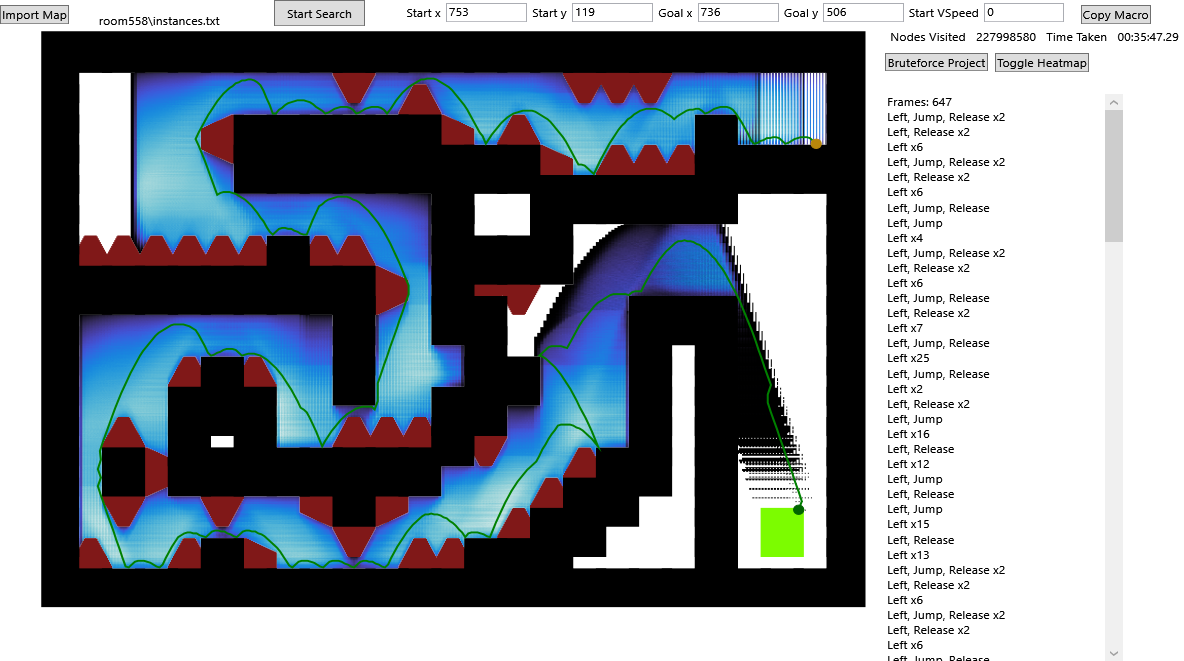 Import Map
room558\instances.txt
Start Search
Start x 753 Start y 119 Goal x 736 Goal y 506 Start VSpeed 0
Copy Macro
Nodes Visited 227998580 Time Taken 00:35:47.29
Bruteforce Project Toggle Heatmap
Frames: 647
Left, Jump, Release x2
Left, Release x2
Left x6
Left, Jump, Release x2
Left, Release x2
Left x6
Left, Jump, Release
Left, Jump
Left x4
Left, Jump, Release x2
Left, Release x2
Left x6
Left, Jump, Release
Left, Release x2
Left x7
Left, Jump, Release
Left x25
Left, Jump, Release
Left x2
Left, Release x2
Left, Jump
Left x16
Left, Release
Left x12
Left, Jump
Left, Release
Left, Jump
Left x15
Left, Release
Left x13
Left, Jump, Release x2
Left, Release x2
Left x6
Left, Jump, Release x2
Left, Release x2
Left x6
Left, Jump, Release